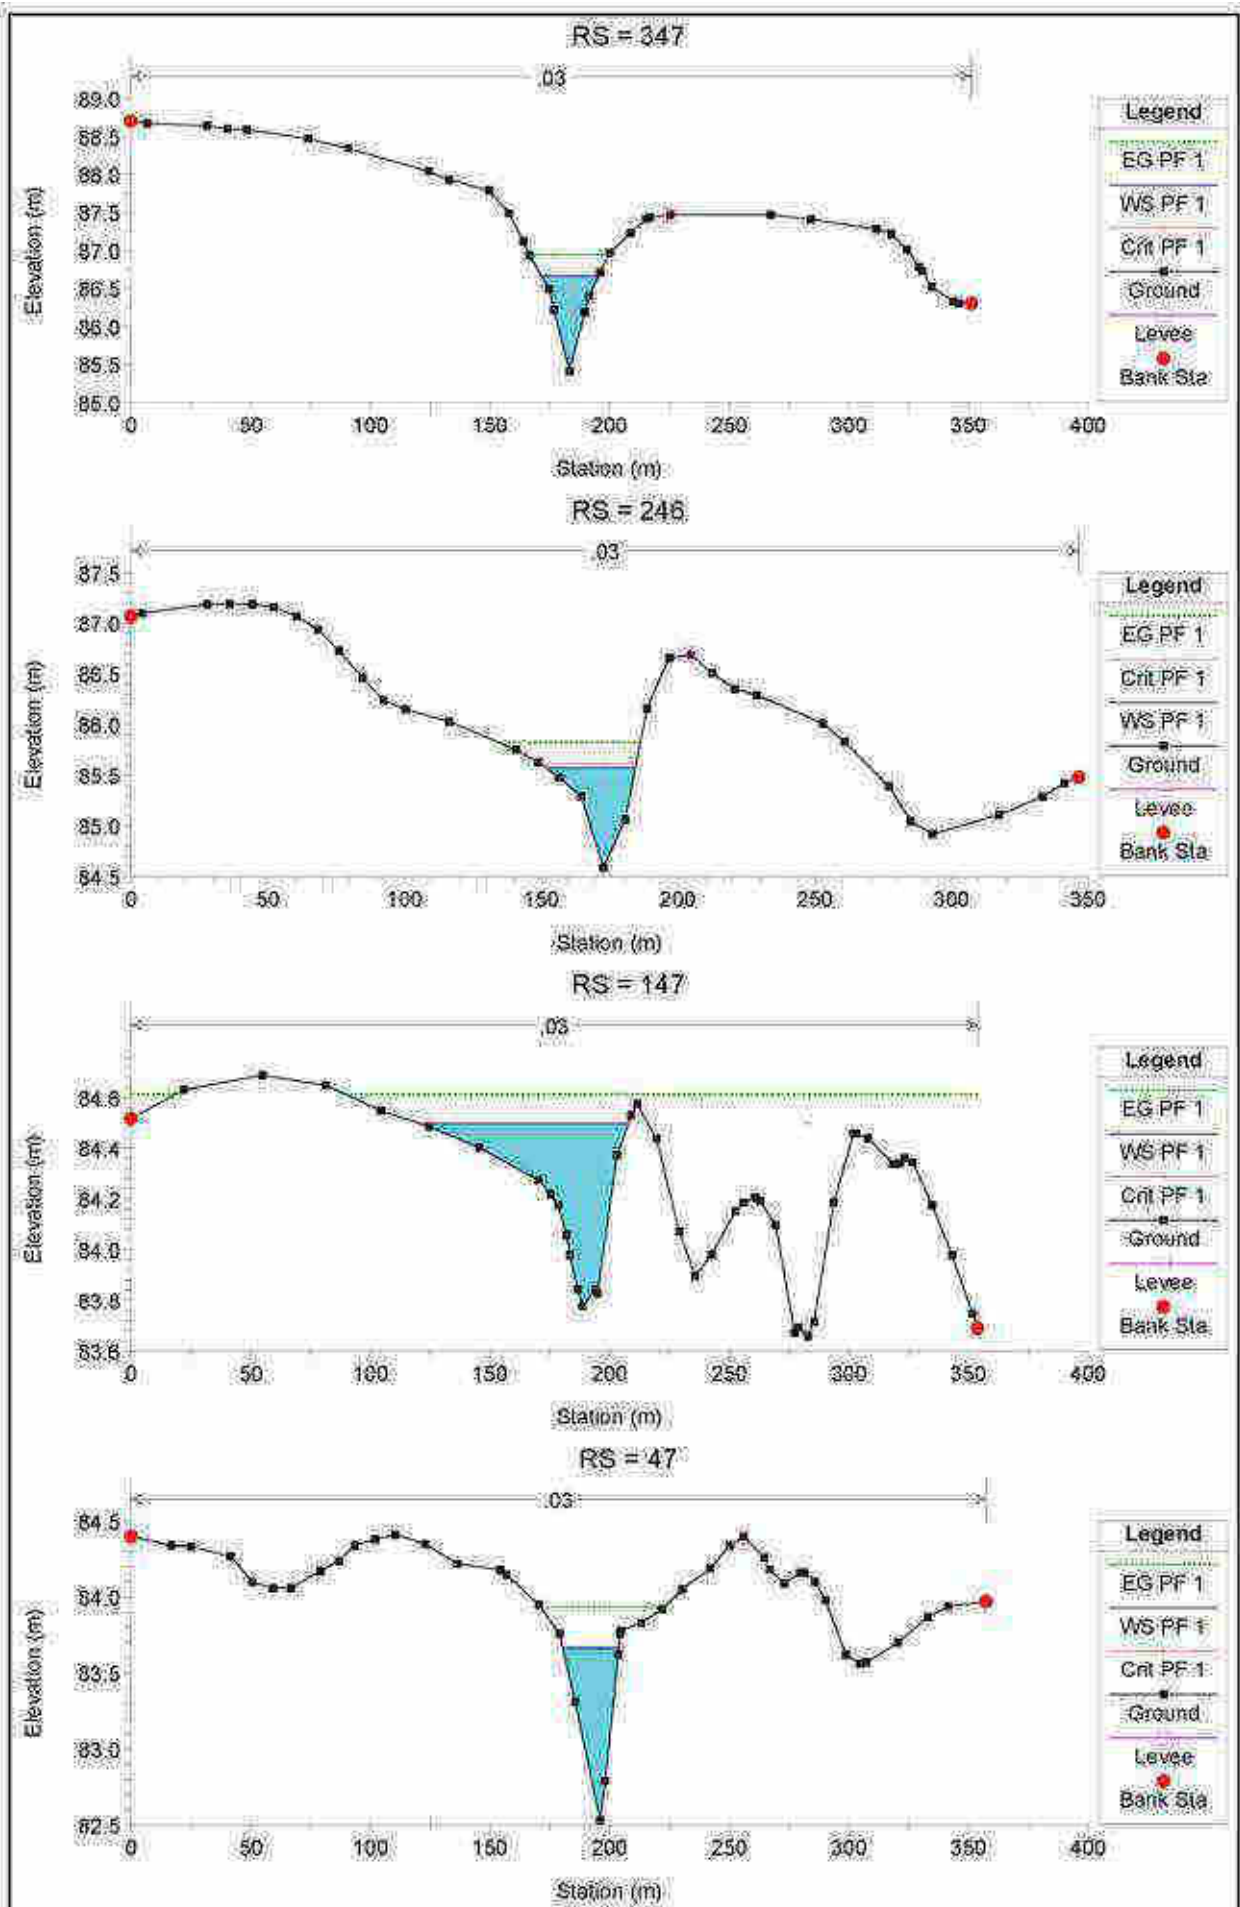 RS = 347
.03
89.0
88.5
88.0
87.5
87.0
86.5
86.0
85.5
85.0
Elevation (m)
0 50 100 150 200 250 300 350 400
Station (m)
Legend
EG PF 1
WS PF 1
Crit PF 1
Ground
Levee
Bank Sta
RS = 246
.03
87.5
87.0
86.5
86.0
85.5
85.0
84.5
Elevation (m)
0 50 100 150 200 250 300 350
Station (m)
Legend
EG PF 1
Crit PF 1
WS PF 1
Ground
Levee
Bank Sta
RS = 147
.03
84.6
84.4
84.2
84.0
83.8
83.6
Elevation (m)
0 50 100 150 200 250 300 350 400
Station (m)
Legend
EG PF 1
WS PF 1
Crit PF 1
Ground
Levee
Bank Sta
RS = 47
.03
84.5
84.0
83.5
83.0
82.5
Elevation (m)
0 50 100 150 200 250 300 350 400
Station (m)
Legend
EG PF 1
WS PF 1
Crit PF 1
Ground
Levee
Bank Sta